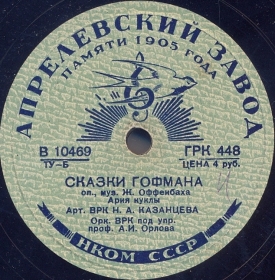 АПРЕЛЕВСКИЙ ЗАВОД
ПАМЯТИ 1905 ГОДА
В 10469
ТУ-Б
ГРК 448
ЦЕНА 4 руб.
СКАЗКИ ГОФМАНА
оп., муз. Ж. Оффенбаха
Ария куклы
Арт. ВРК Н. А. КАЗАНЦЕВА
Орк. ВРК под упр.
проф. А.И. Орлова
НКОМ СССР